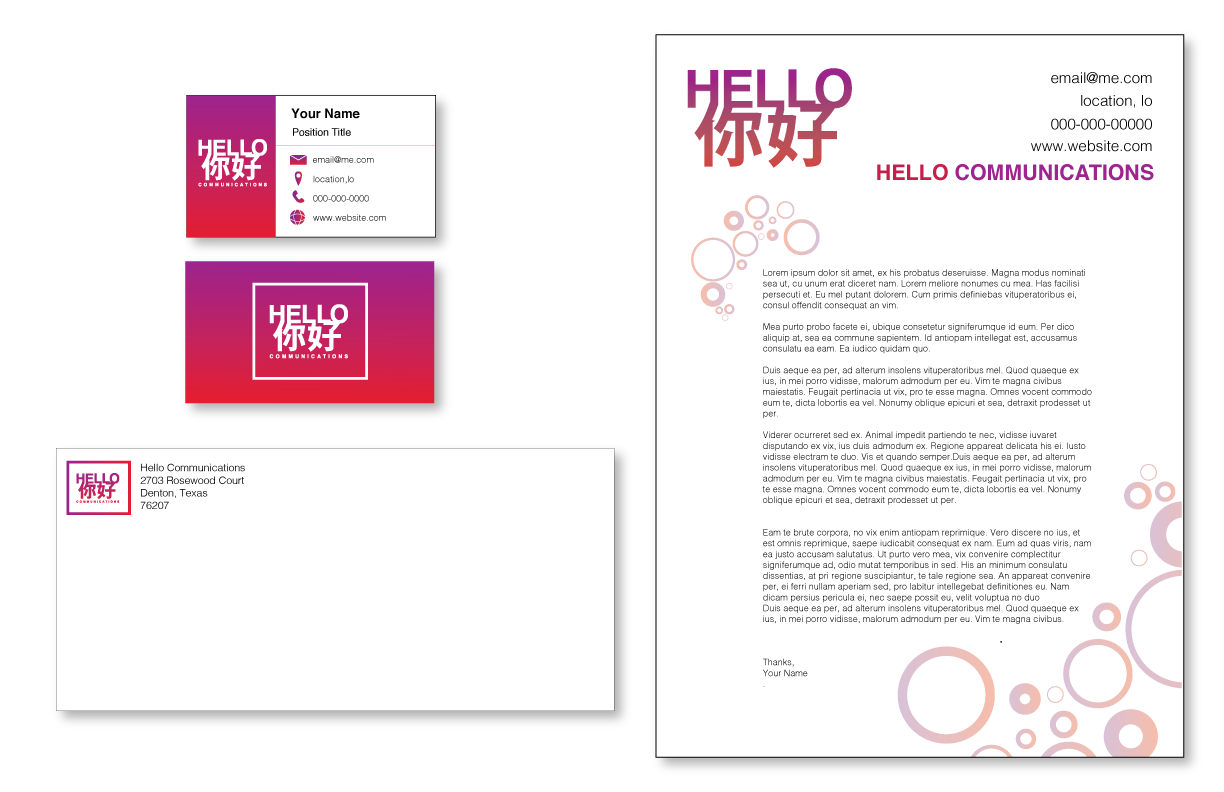 HELLO
你好
COMMUNICATIONS
Your Name
Position Title
email@me.com
location,lo
000-000-0000
www.website.com
HELLO
你好
COMMUNICATIONS
HELLO
你好
COMMUNICATIONS
Hello Communications
2703 Rosewood Court
Denton, Texas
76207
HELLO
你好
email@me.com
location, lo
000-000-00000
www.website.com
HELLO COMMUNICATIONS
Lorem ipsum dolor sit amet, ex his probatus deseruisse. Magna modus nominati
sea ut, cu unum erat diceret nam. Lorem meliore nonumes cu mea. Has facilisi
persecuti et. Eu mel putant dolorem. Cum primis definiebas vituperatoribus ei,
consul offendit consequat an vim.
Mea purto probo facete ei, ubique consetetur signiferumque id eum. Per dico
aliquip at, sea ea commune sapientem. Id antiopam intellegat est, accusamus
consulatu ea eam. Ea iudico quidam quo.
Duis aeque ea per, ad alterum insolens vituperatoribus mel. Quod quaeque ex
ius, in mei porro vidisse, malorum admodum per eu. Vim te magna civibus
maiestatis. Feugait pertinacia ut vix, pro te esse magna. Omnes vocent commodo
eum te, dicta lobortis ea vel. Nonumy oblique epicuri et sea, detraxit prodesset ut
per.
Viderer ocurreret sed ex. Animal impedit partiendo te nec, vidisse iuvaret
disputando ex vix, ius duis admodum ex. Regione appareat delicata his ei. Iusto
vidisse electram te duo. Vis et quando semper.Duis aeque ea per, ad alterum
insolens vituperatoribus mel. Quod quaeque ex ius, in mei porro vidisse, malorum
admodum per eu. Vim te magna civibus maiestatis. Feugait pertinacia ut vix, pro
te esse magna. Omnes vocent commodo eum te, dicta lobortis ea vel. Nonumy
oblique epicuri et sea, detraxit prodesset ut per.
Eam te brute corpora, no vix enim antiopam reprimique. Vero discere no ius, et
est omnis reprimique, saepe iudicabit consequat ex nam. Eum ad quas viris, nam
ea justo accusam salutatus. Ut purto vero mea, vix convenire complectitur
signiferumque ad, odio mutat temporibus in sed. His an minimum consulatu
dissentias, at pri regione suscipiantur, te tale regione sea. An appareat convenire
per, ei ferri nullam aperiam sed, pro labitur intellegebat definitiones eu. Nam
dicam persius pericula ei, nec saepe possit eu, velit voluptua no duo
Duis aeque ea per, ad alterum insolens vituperatoribus mel. Quod quaeque ex
ius, in mei porro vidisse, malorum admodum per eu. Vim te magna civibus.
Thanks,
Your Name